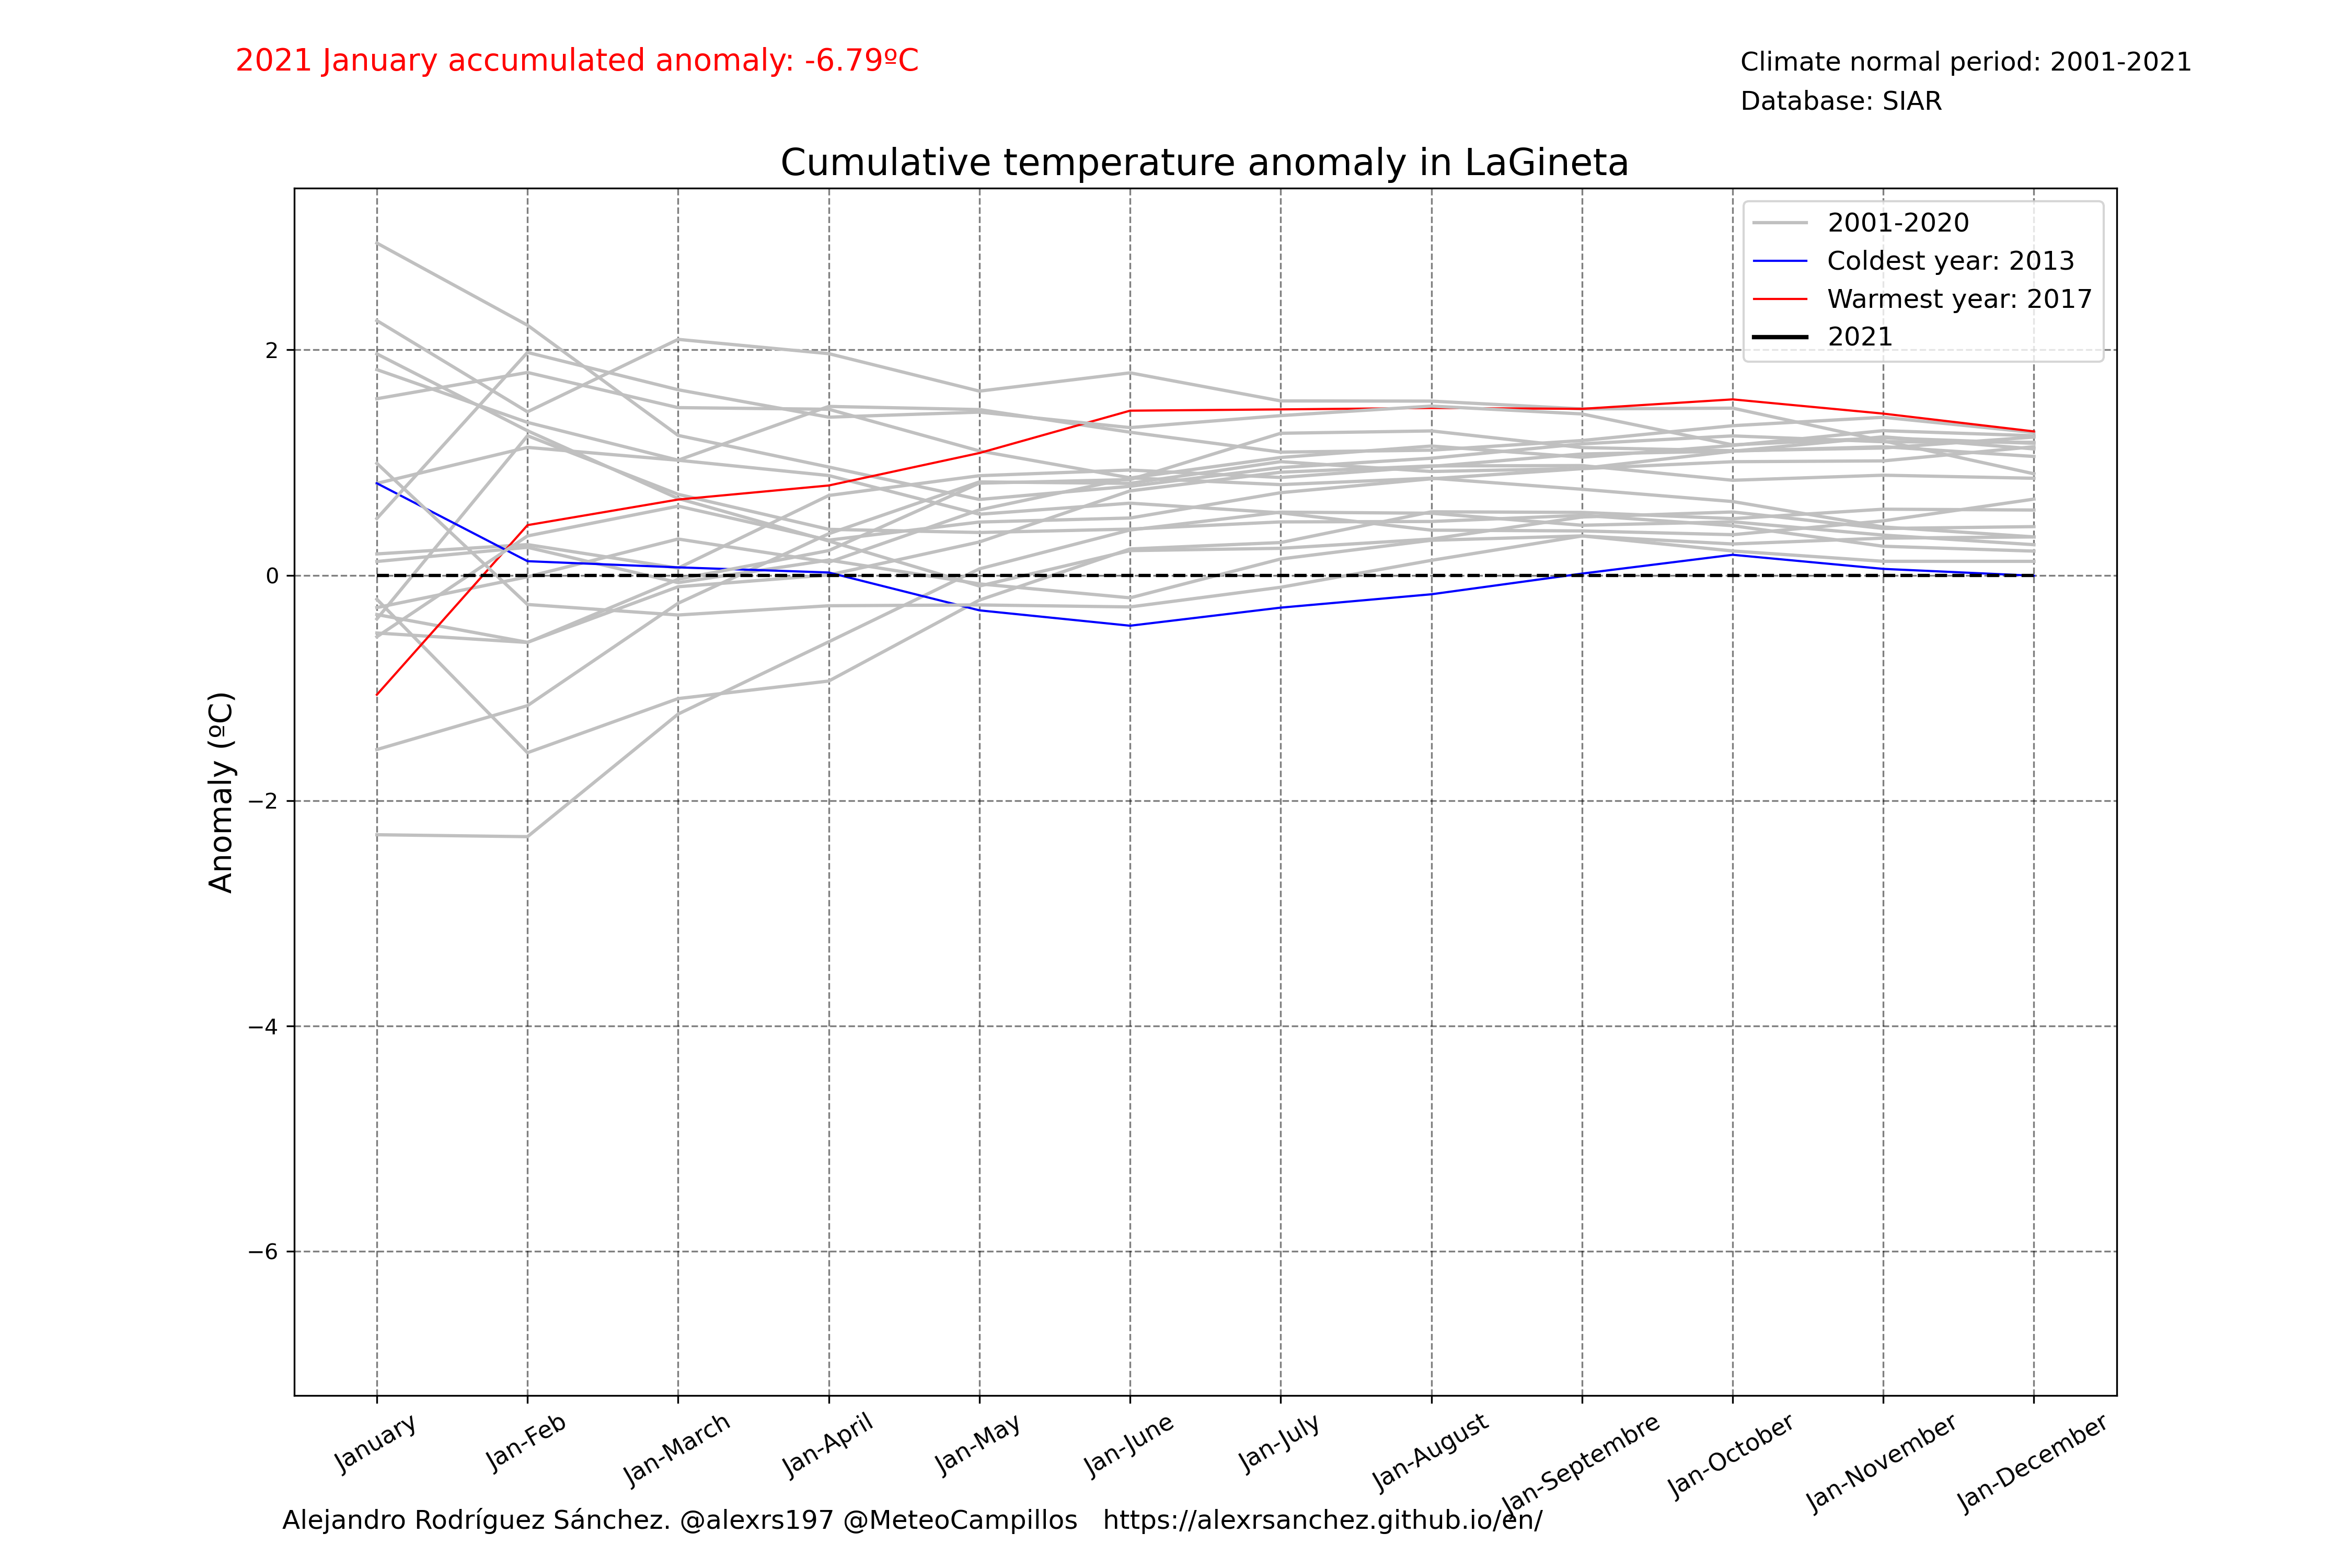 2021 January accumulated anomaly: -6.79ºC
Climate normal period: 2001-2021
Database: SIAR
Cumulative temperature anomaly in LaGineta
2001-2020
Coldest year: 2013
Warmest year: 2017
2021
2
0
−2
−4
−6
Anomaly (ºC)
January
Jan-Feb
Jan-March
Jan-April
Jan-May
Jan-June
Jan-July
Jan-August
Jan-Septembre
Jan-October
Jan-November
Jan-December
Alejandro Rodríguez Sánchez. @alexrs197 @MeteoCampillos   https://alexrsanchez.github.io/en/